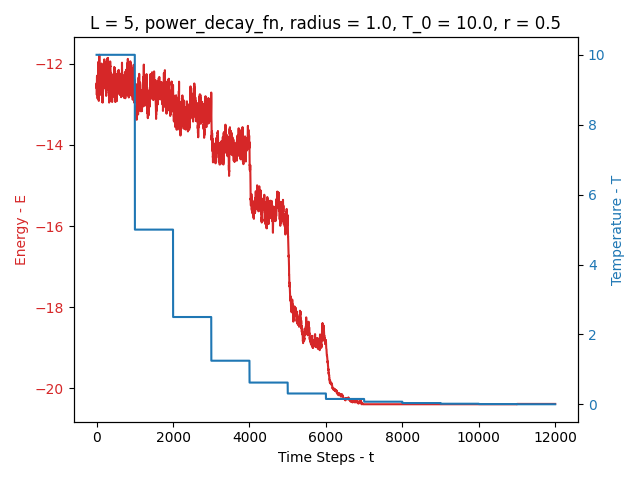 L = 5, power_decay_fn, radius = 1.0, T_0 = 10.0, r = 0.5
−12
−14
−16
−18
−20
Energy - E
10
8
6
4
2
0
Temperature - T
0 2000 4000 6000 8000 10000 12000
Time Steps - t